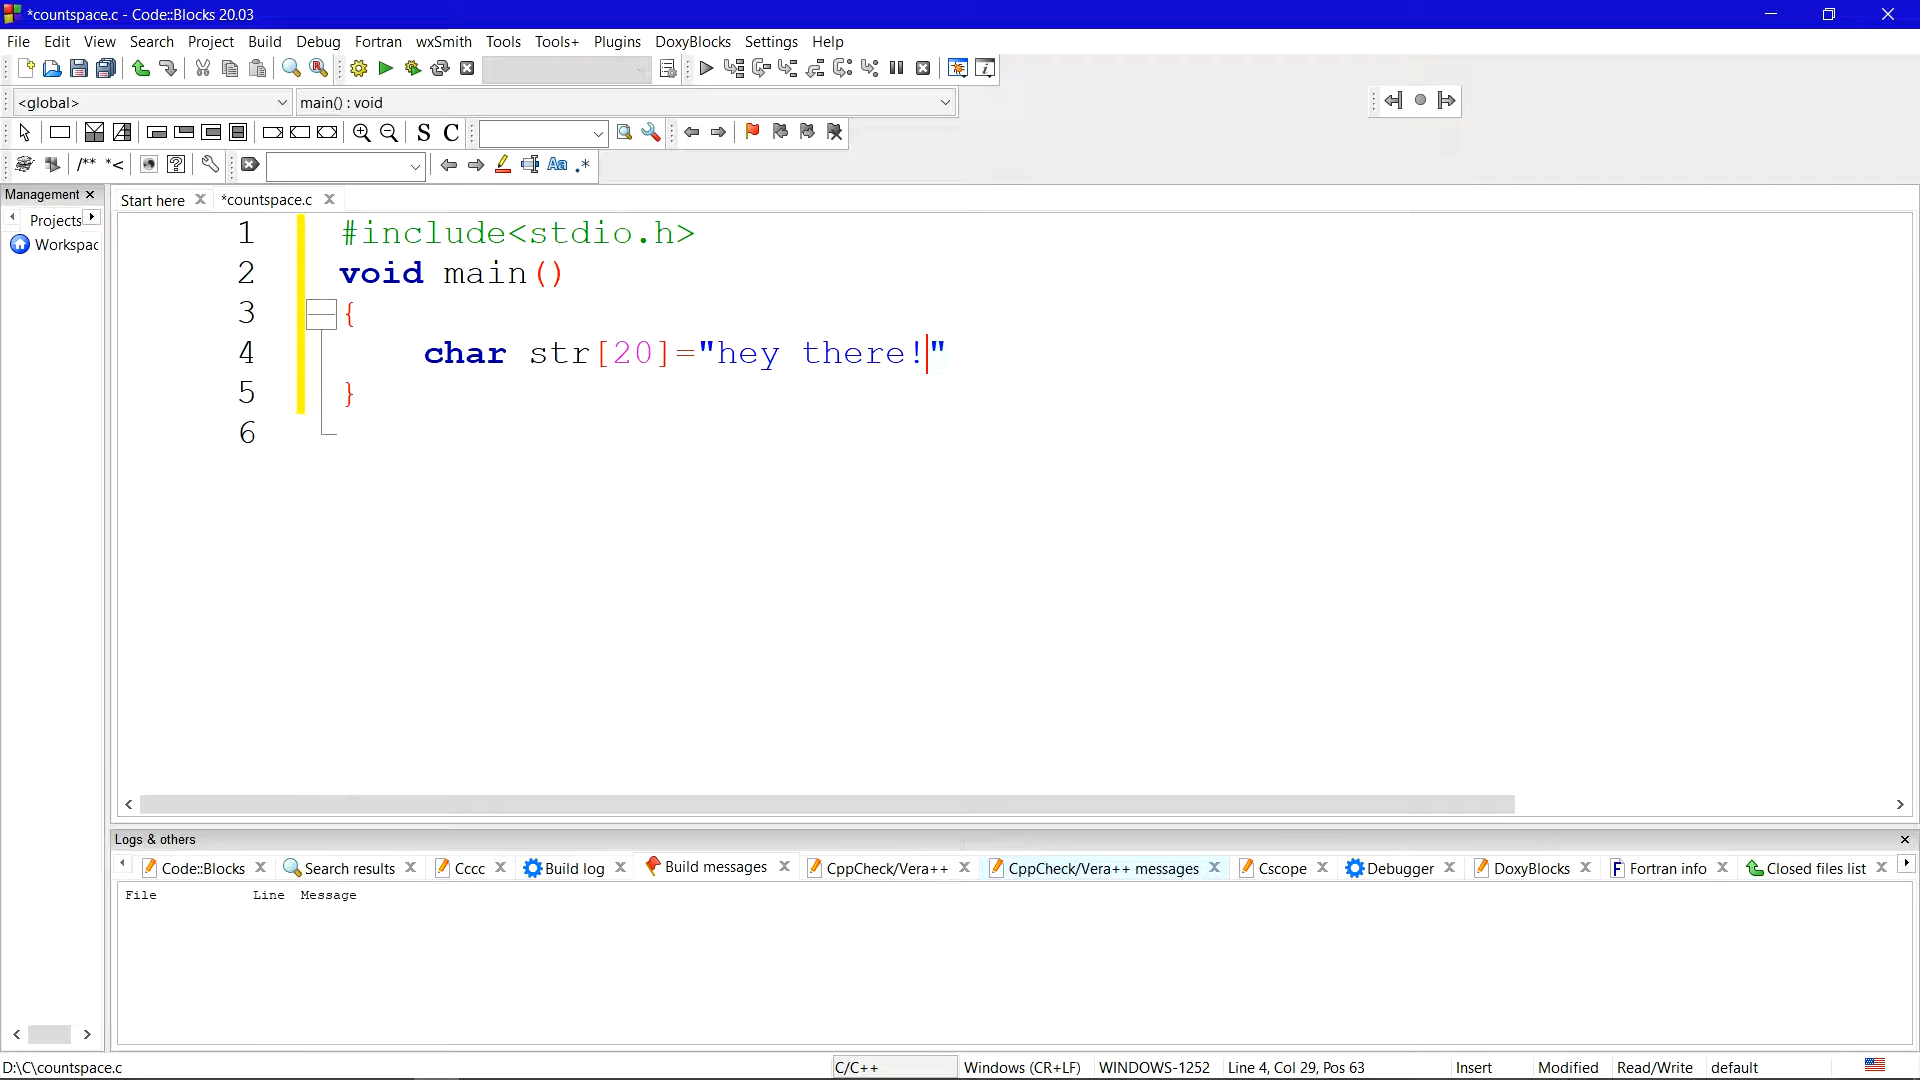 *countspace.c - Code::Blocks 20.03
File Edit View Search Project Build Debug Fortran wxSmith Tools Tools+ Plugins DoxyBlocks Settings Help
<global> main() : void
S C
/** *< Aa .*
Management
Start here *countspace.c
Projects
Workspac
1 #include<stdio.h>
2 void main()
3 {
4 char str[20]="hey there!"
5 }
6
Logs & others
Code::Blocks Search results Cccc Build log Build messages CppCheck/Vera++ CppCheck/Vera++ messages Cscope Debugger DoxyBlocks Fortran info Closed files list
File Line Message
D:\C\countspace.c C/C++ Windows (CR+LF) WINDOWS-1252 Line 4, Col 29, Pos 63 Insert Modified Read/Write default